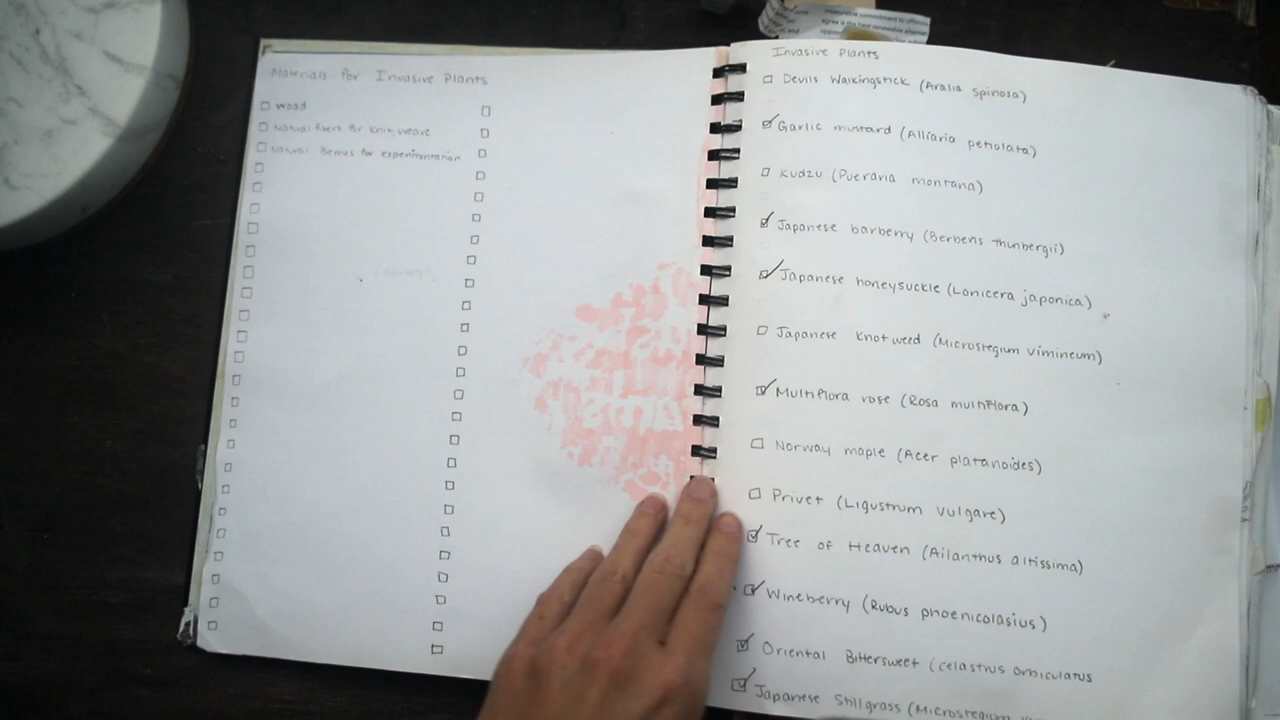 Materials for Invasive Plants
woad
Natural fibers for knit, weave
Natural Berries for experimentation
Invasive Plants
Devils Walkingstick (Aralia spinosa)
Garlic mustard (Alliaria petiolata)
Kudzu (Pueraria montana)
Japanese barberry (Berberis thunbergii)
Japanese honeysuckle (Lonicera japonica)
Japanese Knotweed (Microstegium vimineum)
Multiflora rose (Rosa multiflora)
Norway maple (Acer platanoides)
Privet (Ligustrum vulgare)
Tree of Heaven (Ailanthus altissima)
Wineberry (Rubus phoenicolasius)
Oriental Bittersweet (celastrus orbiculatus
Japanese Stillgrass (Microstegium